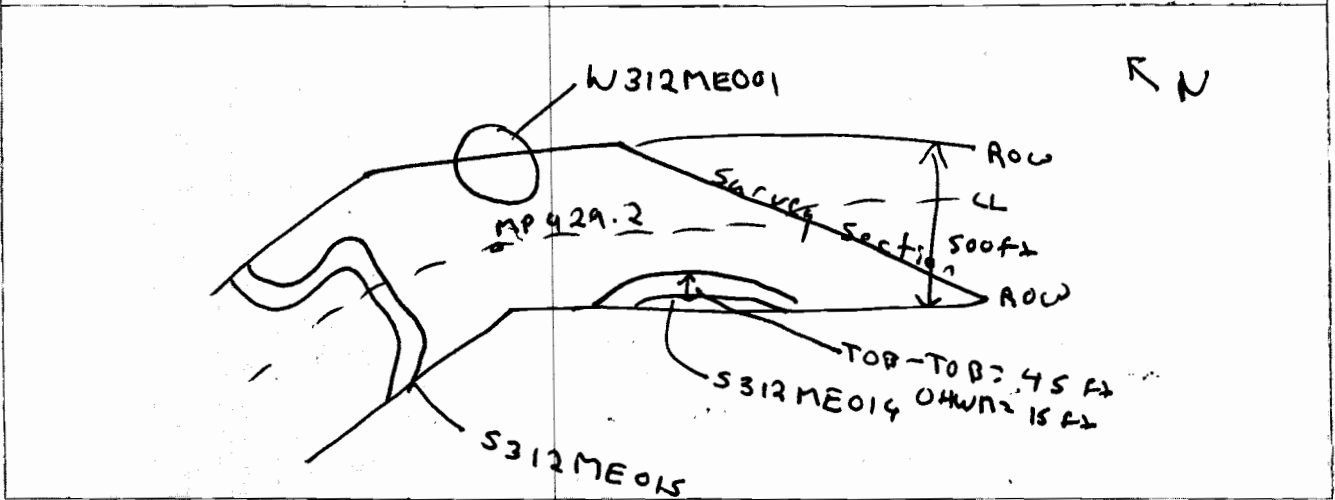 W312ME001
N
ROW
CL
Survey Section
MP 429.2
500ft
ROW
TOB-TOB= 45 ft
S312ME014 OHWM= 15 ft
S312ME015